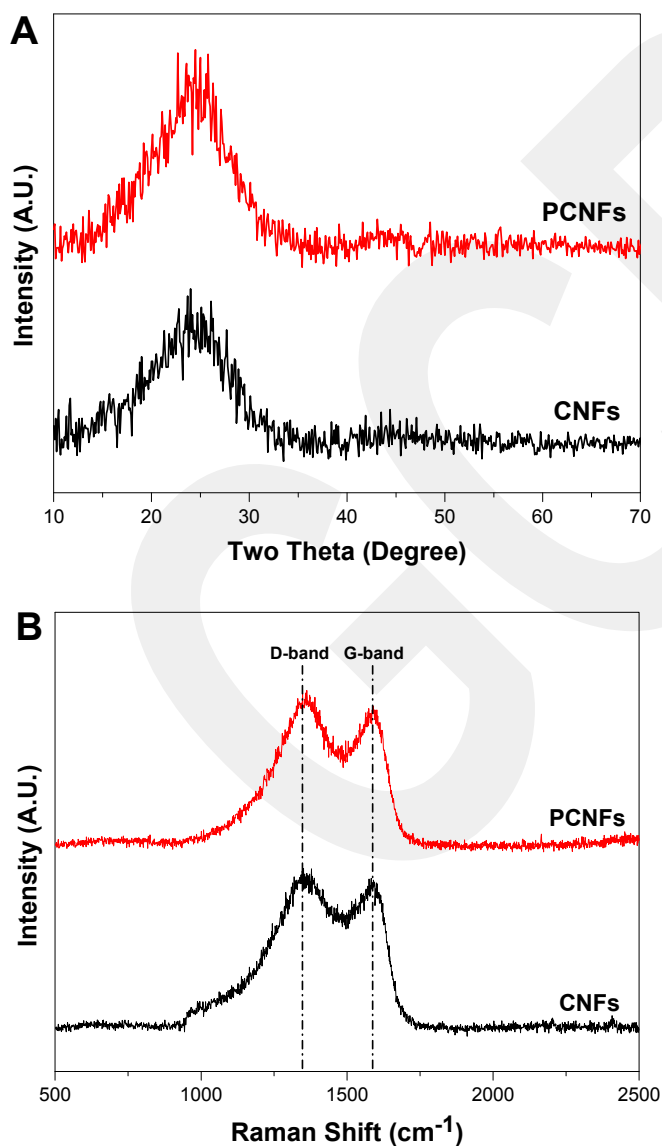 A
PCNFs
CNFs
Intensity (A.U.)
10 20 30 40 50 60 70
Two Theta (Degree)
B
D-band G-band
PCNFs
CNFs
Intensity (A.U.)
500 1000 1500 2000 2500
Raman Shift (cm⁻¹)